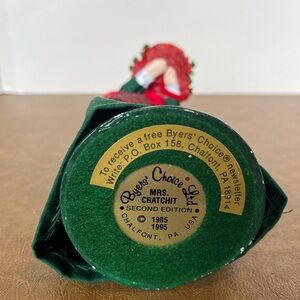 To receive a free Byers' Choice® newsletter
Write: P.O. Box 158, Chalfont, PA 18914
Byers' Choice Ltd.
MRS.
CRATCHIT
SECOND EDITION
© 1985
1995
CHALFONT, PA USA